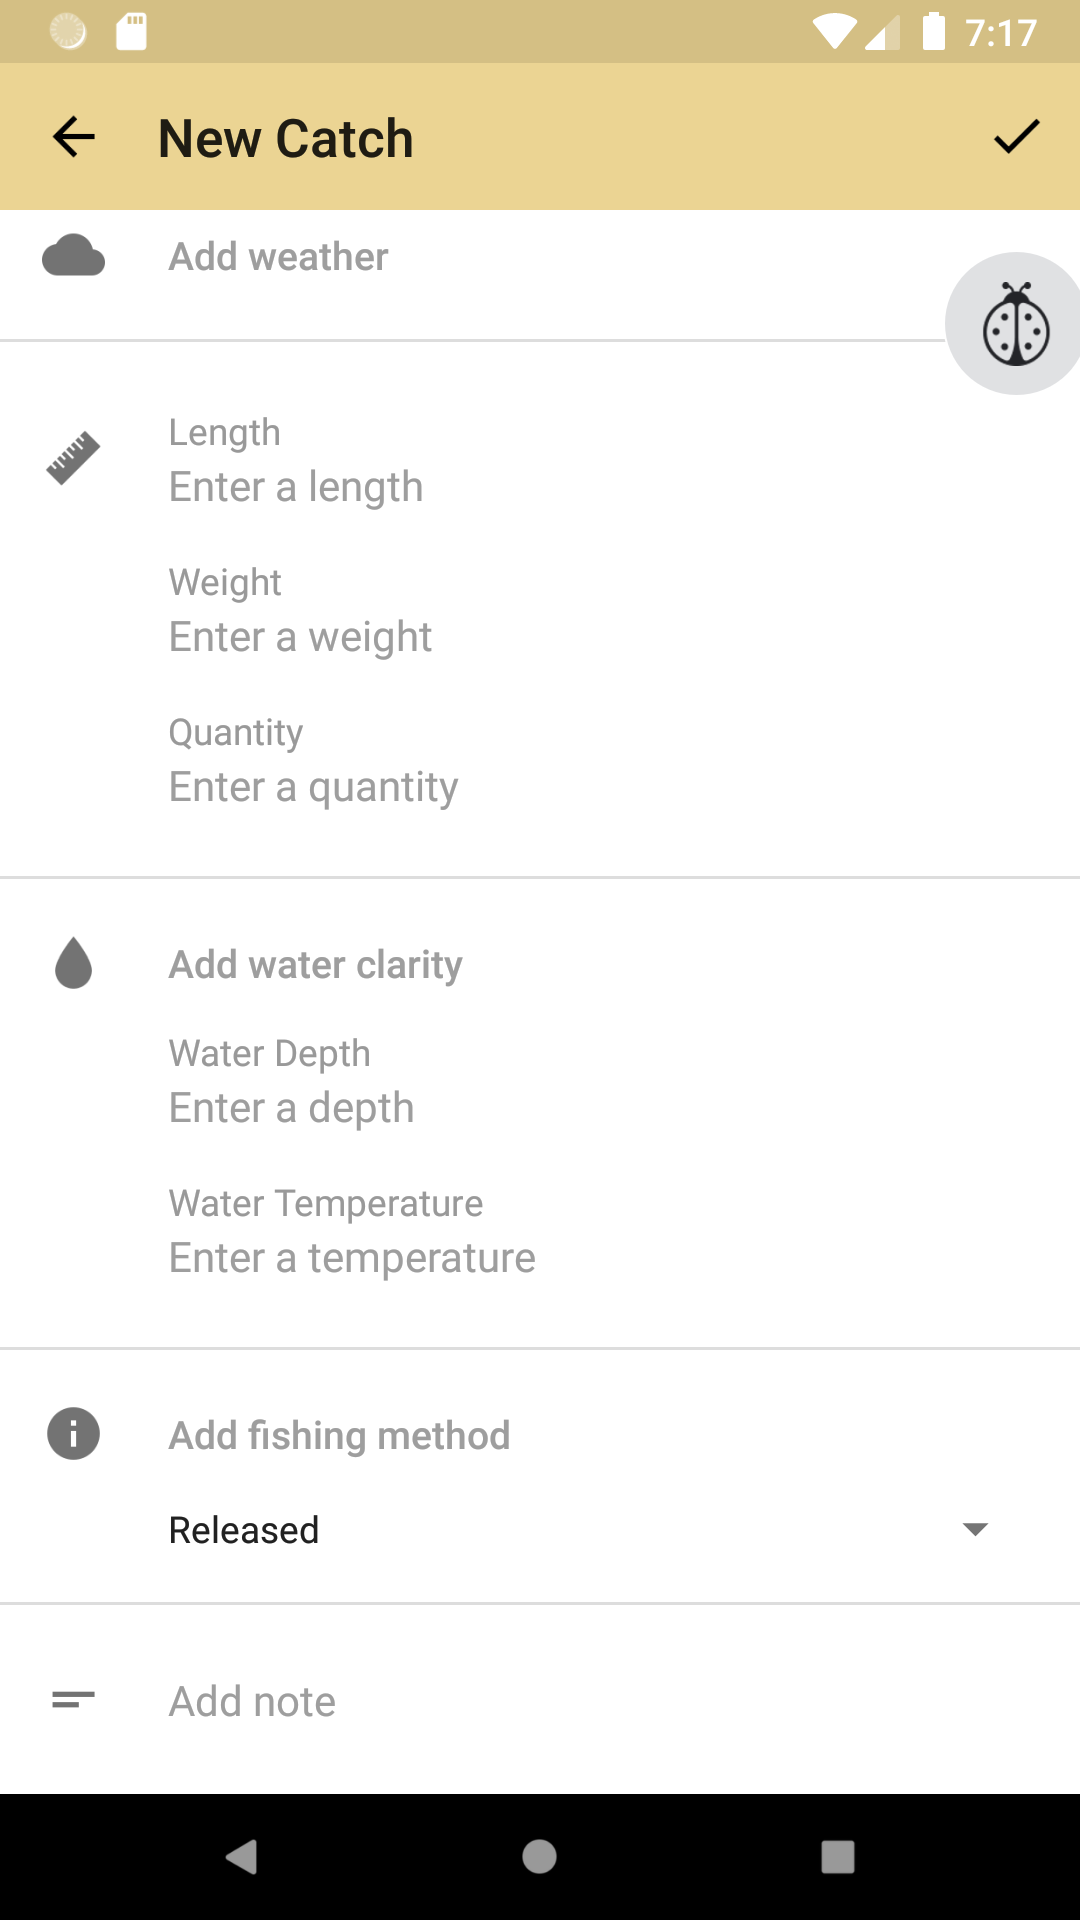 7:17
New Catch
Add weather
Length
Enter a length
Weight
Enter a weight
Quantity
Enter a quantity
Add water clarity
Water Depth
Enter a depth
Water Temperature
Enter a temperature
Add fishing method
Released
Add note